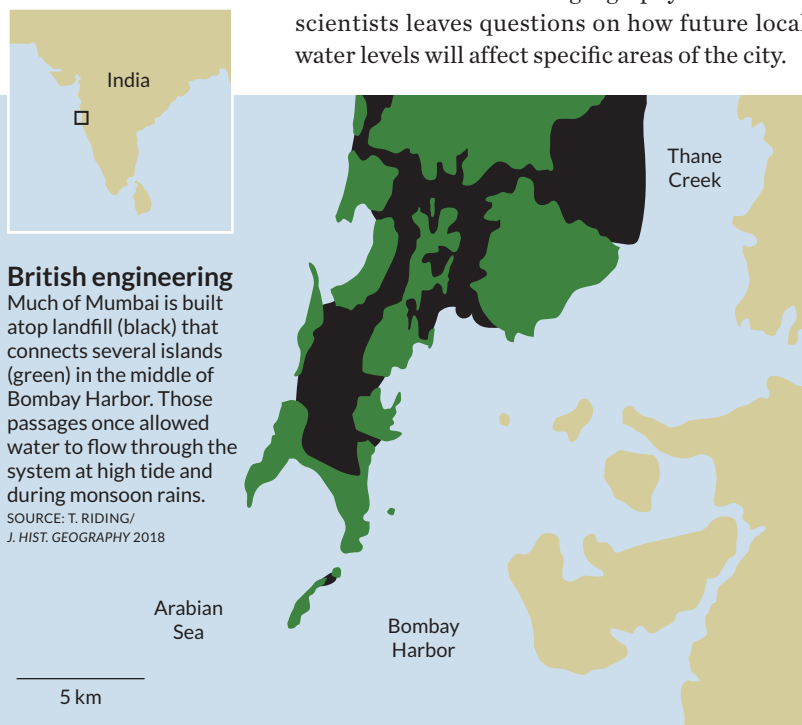 scientists leaves questions on how future local
water levels will affect specific areas of the city.
India
Thane
Creek
British engineering
Much of Mumbai is built
atop landfill (black) that
connects several islands
(green) in the middle of
Bombay Harbor. Those
passages once allowed
water to flow through the
system at high tide and
during monsoon rains.
SOURCE: T. RIDING/
J. HIST. GEOGRAPHY 2018
Arabian
Sea
Bombay
Harbor
5 km